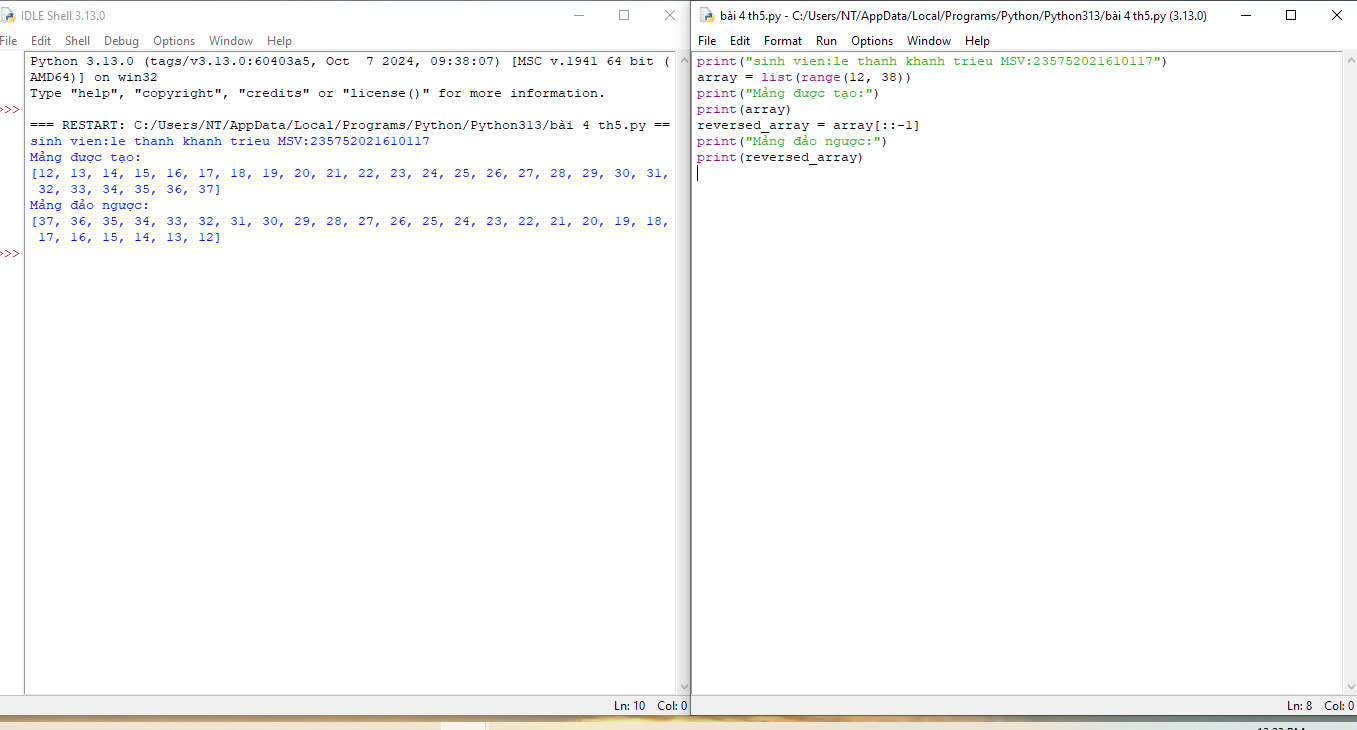 IDLE Shell 3.13.0
File Edit Shell Debug Options Window Help
Python 3.13.0 (tags/v3.13.0:60403a5, Oct  7 2024, 09:38:07) [MSC v.1941 64 bit (
AMD64)] on win32
Type "help", "copyright", "credits" or "license()" for more information.
>>>
=== RESTART: C:/Users/NT/AppData/Local/Programs/Python/Python313/bài 4 th5.py ==
sinh vien:le thanh khanh trieu MSV:235752021610117
Mảng được tạo:
[12, 13, 14, 15, 16, 17, 18, 19, 20, 21, 22, 23, 24, 25, 26, 27, 28, 29, 30, 31,
32, 33, 34, 35, 36, 37]
Mảng đảo ngược:
[37, 36, 35, 34, 33, 32, 31, 30, 29, 28, 27, 26, 25, 24, 23, 22, 21, 20, 19, 18,
17, 16, 15, 14, 13, 12]
>>>
Ln: 10 Col: 0
bài 4 th5.py - C:/Users/NT/AppData/Local/Programs/Python/Python313/bài 4 th5.py (3.13.0)
File Edit Format Run Options Window Help
print("sinh vien:le thanh khanh trieu MSV:235752021610117")
array = list(range(12, 38))
print("Mảng được tạo:")
print(array)
reversed_array = array[::-1]
print("Mảng đảo ngược:")
print(reversed_array)
Ln: 8 Col: 0